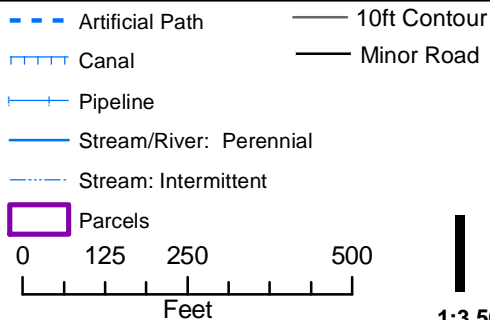 Artificial Path
Canal
Pipeline
Stream/River: Perennial
Stream: Intermittent
Parcels
10ft Contour
Minor Road
0 125 250 500
Feet